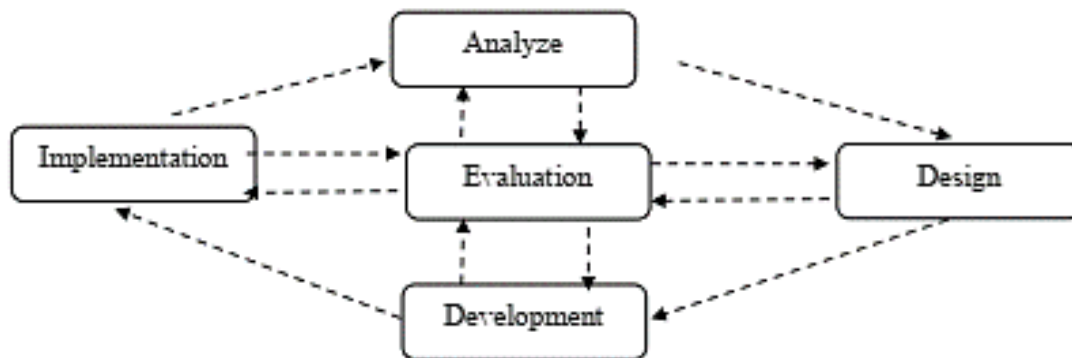 Analyze
Implementation
Evaluation
Design
Development